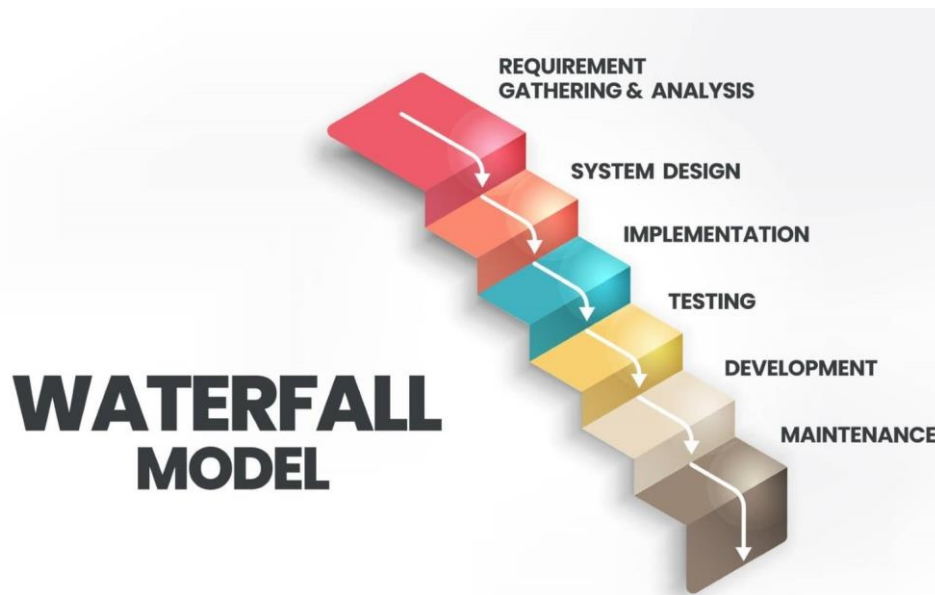 REQUIREMENT
GATHERING & ANALYSIS
SYSTEM DESIGN
IMPLEMENTATION
TESTING
DEVELOPMENT
MAINTENANCE
WATERFALL
MODEL